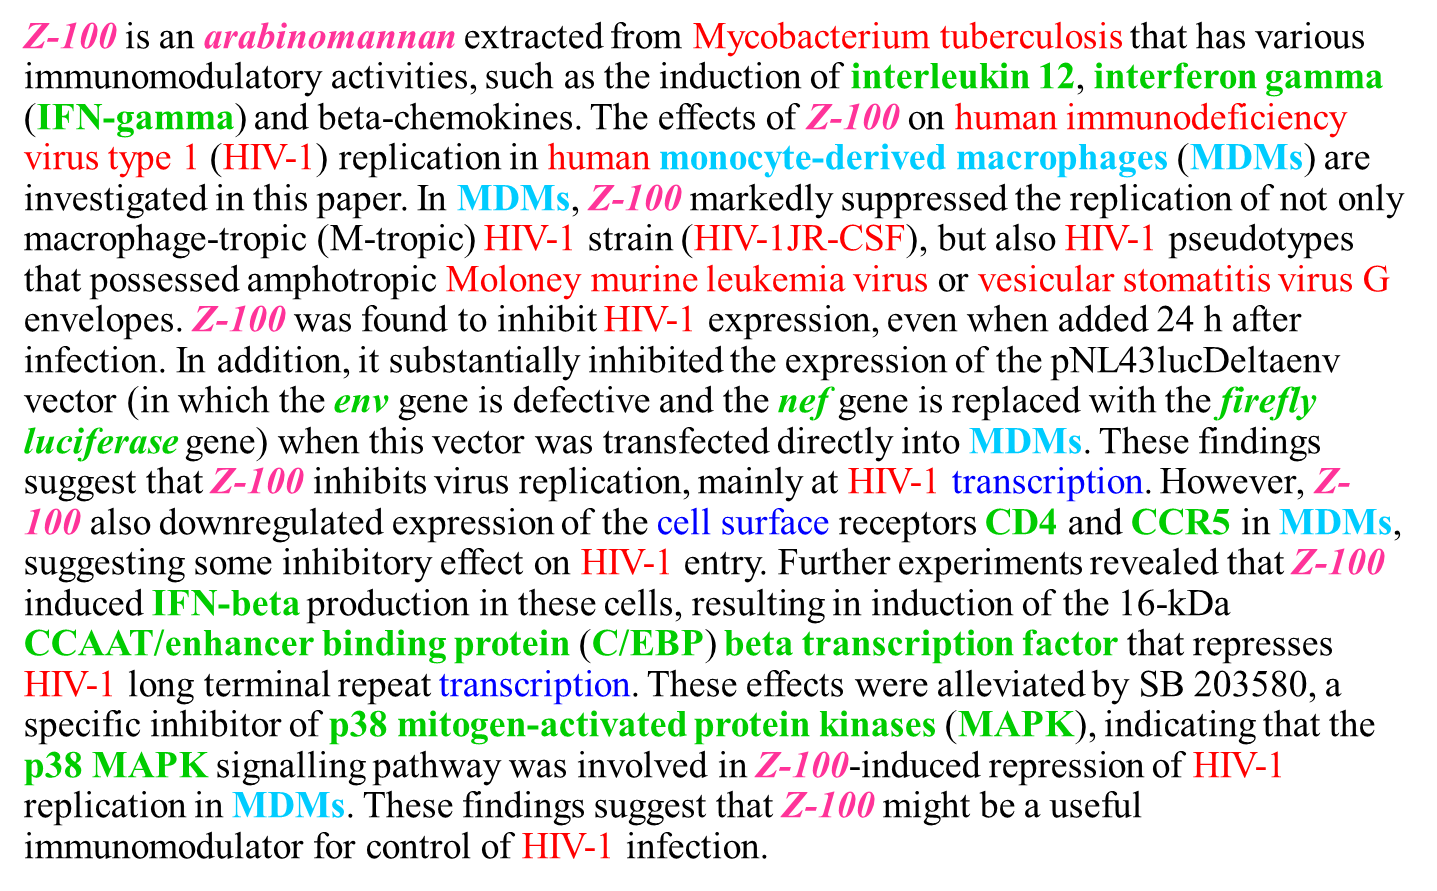 Z-100 is an arabinomannan extracted from Mycobacterium tuberculosis that has various
immunomodulatory activities, such as the induction of interleukin 12, interferon gamma
(IFN-gamma) and beta-chemokines. The effects of Z-100 on human immunodeficiency
virus type 1 (HIV-1) replication in human monocyte-derived macrophages (MDMs) are
investigated in this paper. In MDMs, Z-100 markedly suppressed the replication of not only
macrophage-tropic (M-tropic) HIV-1 strain (HIV-1JR-CSF), but also HIV-1 pseudotypes
that possessed amphotropic Moloney murine leukemia virus or vesicular stomatitis virus G
envelopes. Z-100 was found to inhibit HIV-1 expression, even when added 24 h after
infection. In addition, it substantially inhibited the expression of the pNL43lucDeltaenv
vector (in which the env gene is defective and the nef gene is replaced with the firefly
luciferase gene) when this vector was transfected directly into MDMs. These findings
suggest that Z-100 inhibits virus replication, mainly at HIV-1 transcription. However, Z-
100 also downregulated expression of the cell surface receptors CD4 and CCR5 in MDMs,
suggesting some inhibitory effect on HIV-1 entry. Further experiments revealed that Z-100
induced IFN-beta production in these cells, resulting in induction of the 16-kDa
CCAAT/enhancer binding protein (C/EBP) beta transcription factor that represses
HIV-1 long terminal repeat transcription. These effects were alleviated by SB 203580, a
specific inhibitor of p38 mitogen-activated protein kinases (MAPK), indicating that the
p38 MAPK signalling pathway was involved in Z-100-induced repression of HIV-1
replication in MDMs. These findings suggest that Z-100 might be a useful
immunomodulator for control of HIV-1 infection.